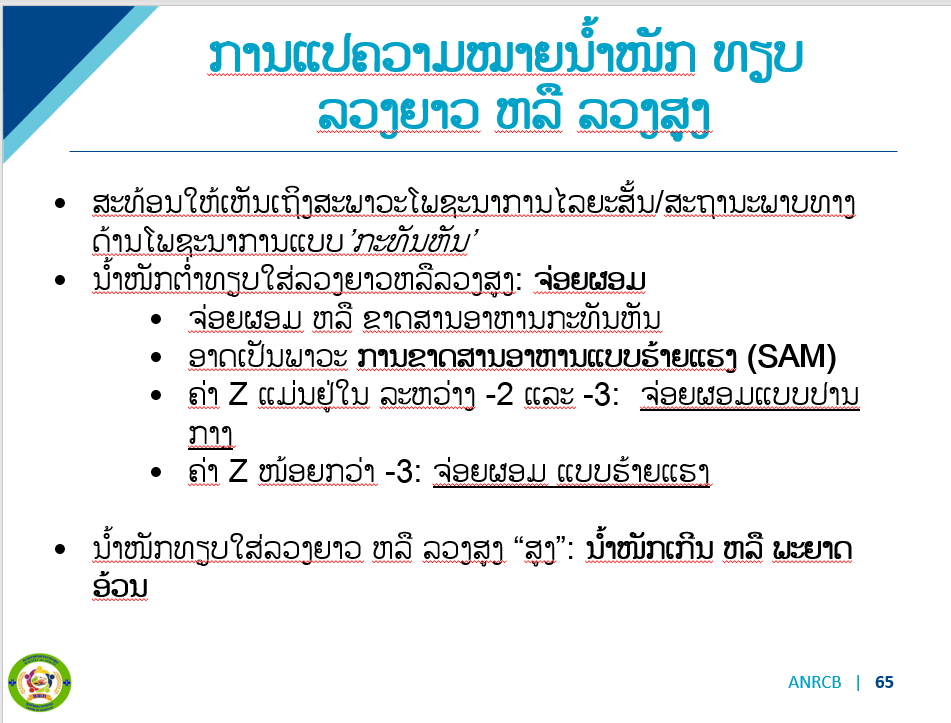 ການແປຄວາມໝາຍນ້ຳໜັກ ທຽບ
ລວງຍາວ ຫລື ລວງສູງ
• ສະທ້ອນໃຫ້ເຫັນເຖິງສະພາວະໂພຊະນາການໄລຍະສັ້ນ/ສະຖານະພາບທາງ
ດ້ານໂພຊະນາການແບບ ’ກະທັນຫັນ’
• ນ້ຳໜັກຕ່ຳທຽບໃສ່ລວງຍາວຫລືລວງສູງ: ຈ່ອຍຜອມ
• ຈ່ອຍຜອມ ຫລື ຂາດສານອາຫານກະທັນຫັນ
• ອາດເປັນພາວະ ການຂາດສານອາຫານແບບຮ້າຍແຮງ (SAM)
• ຄ່າ Z ແມ່ນຢູ່ໃນ ລະຫວ່າງ -2 ແລະ -3: ຈ່ອຍຜອມແບບປານ
ກາງ
• ຄ່າ Z ໜ້ອຍກວ່າ -3: ຈ່ອຍຜອມ ແບບຮ້າຍແຮງ
• ນ້ຳໜັກທຽບໃສ່ລວງຍາວ ຫລື ລວງສູງ “ສູງ”: ນ້ຳໜັກເກີນ ຫລື ພະຍາດ
ອ້ວນ
ANRCB | 65